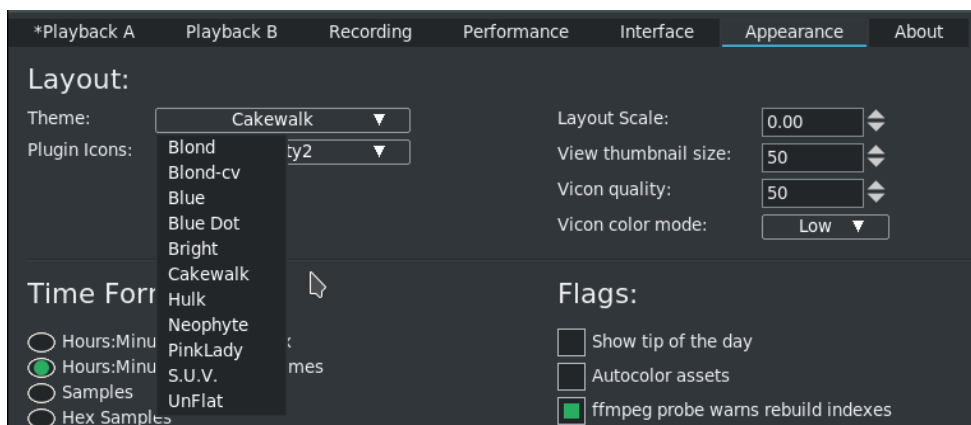 *Playback A Playback B Recording Performance Interface Appearance About
Layout:
Theme: Cakewalk
Plugin Icons: ty2
Blond
Blond-cv
Blue
Blue Dot
Bright
Cakewalk
Hulk
Neophyte
PinkLady
S.U.V.
UnFlat
Layout Scale: 0.00
View thumbnail size: 50
Vicon quality: 50
Vicon color mode: Low
Time For
Hours:Minu x
Hours:Minu mes
Samples
Hex Samples
Flags:
Show tip of the day
Autocolor assets
ffmpeg probe warns rebuild indexes